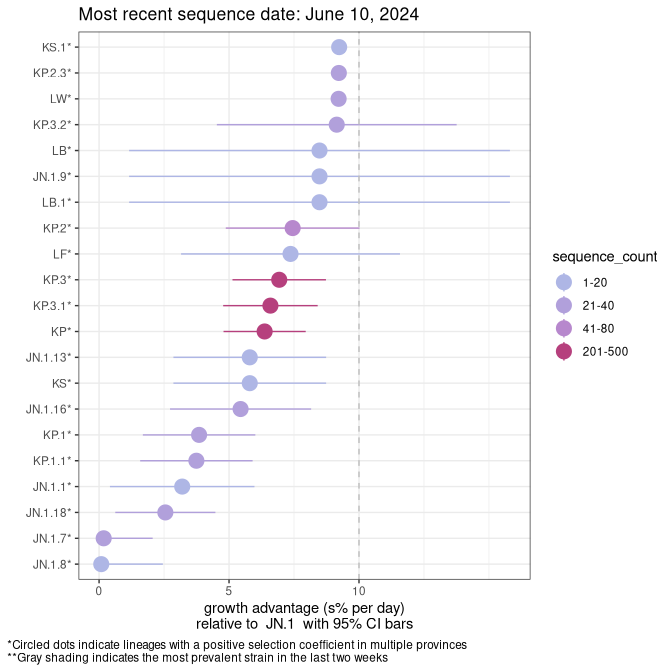 Most recent sequence date: June 10, 2024
KS.1*
KP.2.3*
LW*
KP.3.2*
LB*
JN.1.9*
LB.1*
KP.2*
LF*
KP.3*
KP.3.1*
KP*
JN.1.13*
KS*
JN.1.16*
KP.1*
KP.1.1*
JN.1.1*
JN.1.18*
JN.1.7*
JN.1.8*
0 5 10
growth advantage (s% per day)
relative to JN.1 with 95% CI bars
sequence_count
1-20
21-40
41-80
201-500
*Circled dots indicate lineages with a positive selection coefficient in multiple provinces
**Gray shading indicates the most prevalent strain in the last two weeks